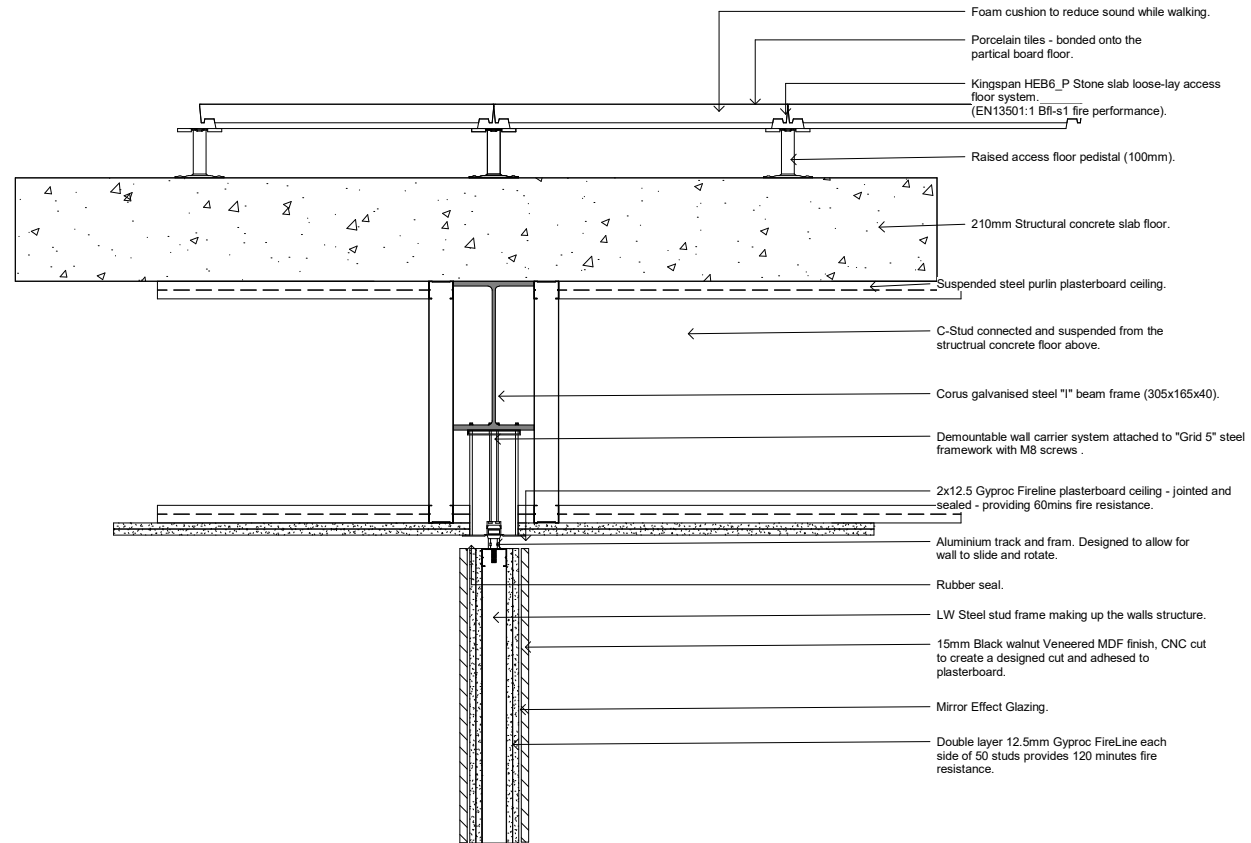 Foam cushion to reduce sound while walking.
Porcelain tiles - bonded onto the
partical board floor.
Kingspan HEB6_P Stone slab loose-lay access
floor system.
(EN13501:1 Bfl-s1 fire performance).
Raised access floor pedistal (100mm).
210mm Structural concrete slab floor.
Suspended steel purlin plasterboard ceiling.
C-Stud connected and suspended from the
structrual concrete floor above.
Corus galvanised steel "I" beam frame (305x165x40).
Demountable wall carrier system attached to "Grid 5" steel
framework with M8 screws .
2x12.5 Gyproc Fireline plasterboard ceiling - jointed and
sealed - providing 60mins fire resistance.
Aluminium track and fram. Designed to allow for
wall to slide and rotate.
Rubber seal.
LW Steel stud frame making up the walls structure.
15mm Black walnut Veneered MDF finish, CNC cut
to create a designed cut and adhesed to
plasterboard.
Mirror Effect Glazing.
Double layer 12.5mm Gyproc FireLine each
side of 50 studs provides 120 minutes fire
resistance.